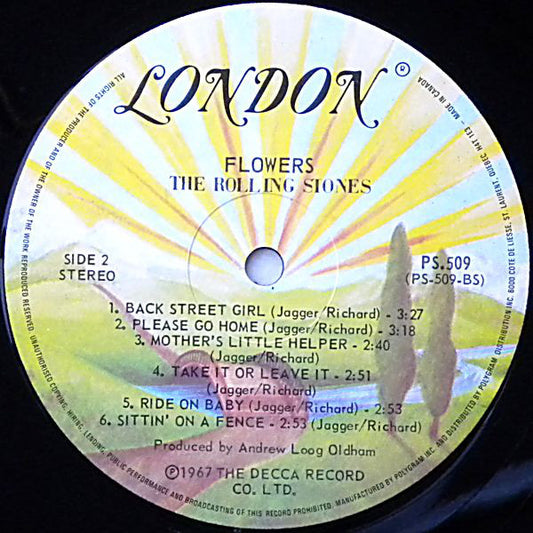 LONDON ®
FLOWERS
THE ROLLING STONES
SIDE 2
STEREO
PS.509
(PS-509-BS)
1. BACK STREET GIRL (Jagger/Richard) - 3:27
2. PLEASE GO HOME (Jagger/Richard) - 3:18
3. MOTHER'S LITTLE HELPER - 2:40
(Jagger/Richard)
4. TAKE IT OR LEAVE IT - 2:51
(Jagger/Richard)
5. RIDE ON BABY (Jagger/Richard) - 2:53
6. SITTIN' ON A FENCE - 2:53 (Jagger/Richard)
Produced by Andrew Loog Oldham
℗1967 THE DECCA RECORD
CO. LTD.
ALL RIGHTS OF THE PRODUCER AND OF THE OWNER OF THE WORK REPRODUCED RESERVED. UNAUTHORISED COPYING, HIRING, LENDING, PUBLIC PERFORMANCE AND BROADCASTING OF THIS RECORD PROHIBITED. MANUFACTURED BY POLYGRAM INC. AND DISTRIBUTED BY POLYGRAM DISTRIBUTION INC. 8000 COTE DE LIESSE, ST. LAURENT, QUEBEC, H4T 1E3 – MADE IN CANADA